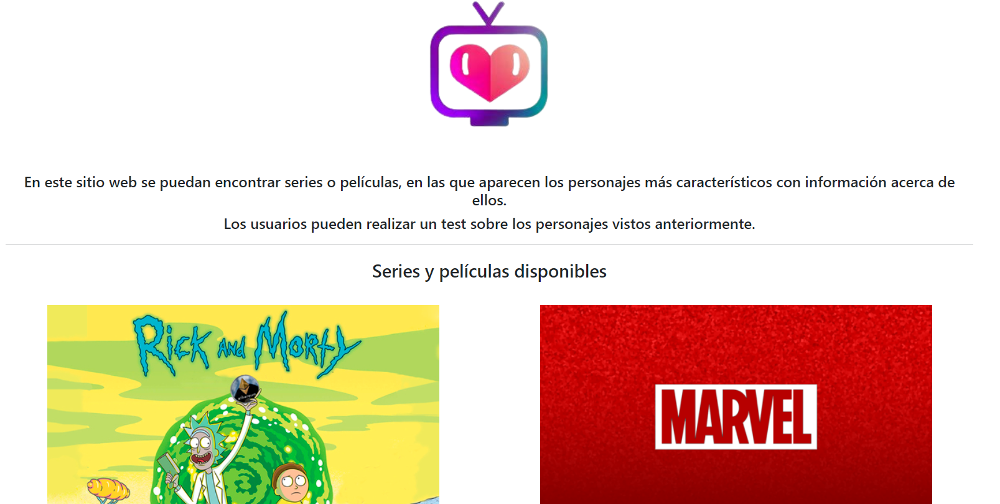 En este sitio web se puedan encontrar series o películas, en las que aparecen los personajes más característicos con información acerca de
ellos.
Los usuarios pueden realizar un test sobre los personajes vistos anteriormente.
Series y películas disponibles
RICK AND MORTY
ethereum
MARVEL